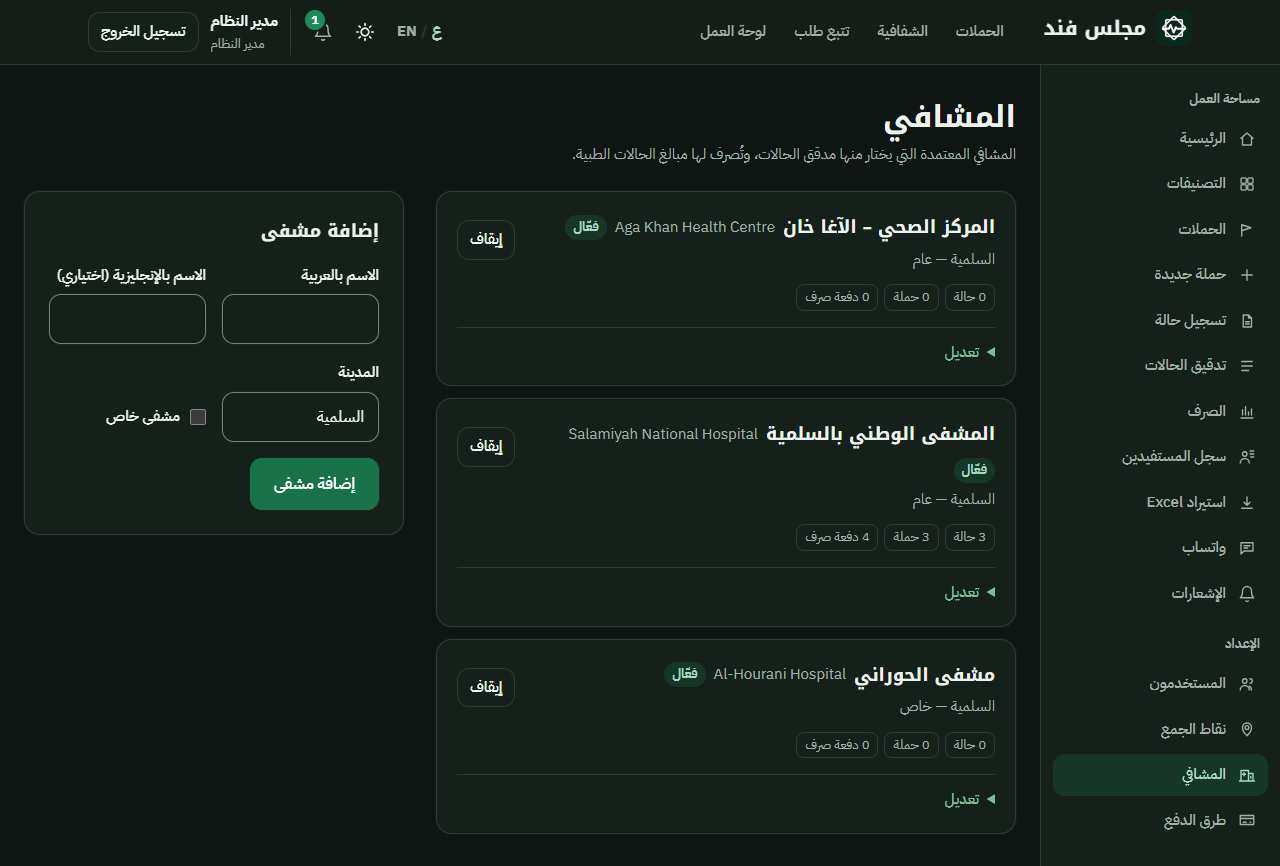 مجلس فند
الحملات
الشفافية
تتبع طلب
لوحة العمل
ع / EN
1
مدير النظام
مدير النظام
تسجيل الخروج
مساحة العمل
الرئيسية
التصنيفات
الحملات
حملة جديدة
تسجيل حالة
تدقيق الحالات
الصرف
سجل المستفيدين
استيراد Excel
واتساب
الإشعارات
الإعداد
المستخدمون
نقاط الجمع
المشافي
طرق الدفع
المشافي
المشافي المعتمدة التي يختار منها مدقق الحالات، وتُصرف لها مبالغ الحالات الطبية.
المركز الصحي – الآغا خان Aga Khan Health Centre فعّال
إيقاف
السلمية — عام
0 حالة
0 حملة
0 دفعة صرف
تعديل
المشفى الوطني بالسلمية Salamiyah National Hospital
فعّال
إيقاف
السلمية — عام
3 حالة
3 حملة
4 دفعة صرف
تعديل
مشفى الحوراني Al-Hourani Hospital فعّال
إيقاف
السلمية — خاص
0 حالة
0 حملة
0 دفعة صرف
تعديل
إضافة مشفى
الاسم بالعربية
الاسم بالإنجليزية (اختياري)
المدينة
السلمية
مشفى خاص
إضافة مشفى